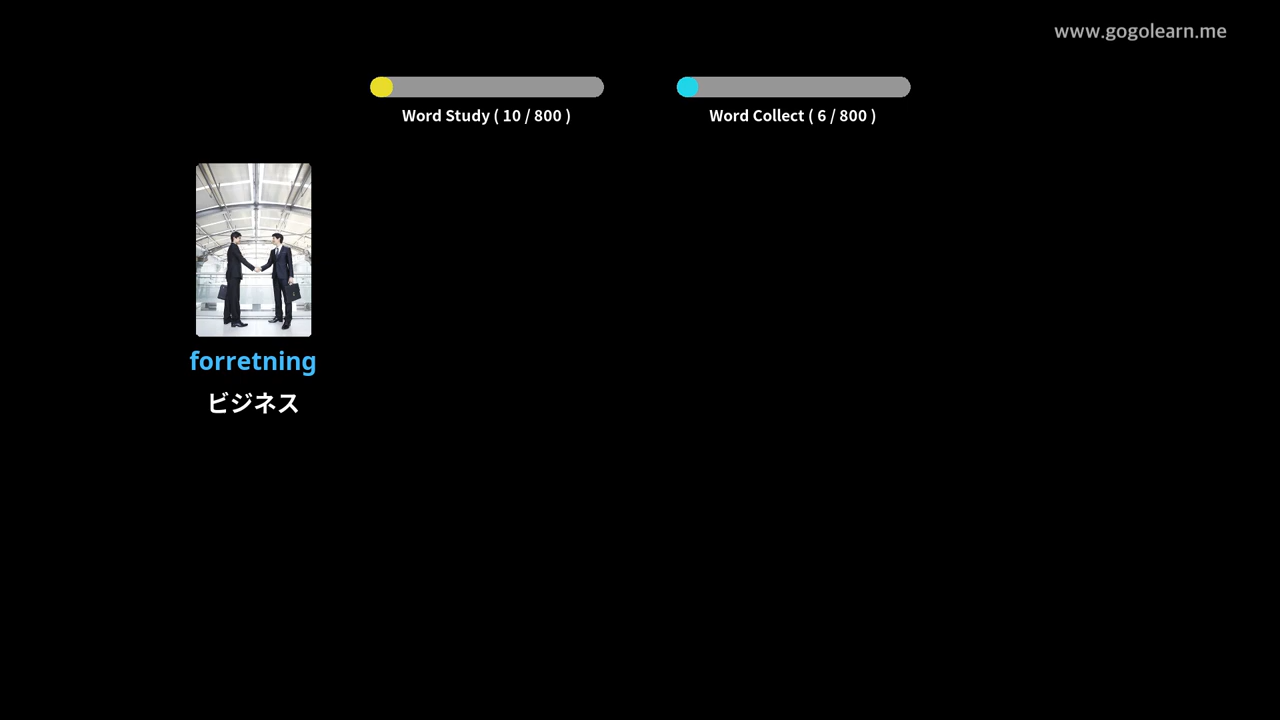 www.gogolearn.me
Word Study ( 10 / 800 )
Word Collect ( 6 / 800 )
forretning
ビジネス